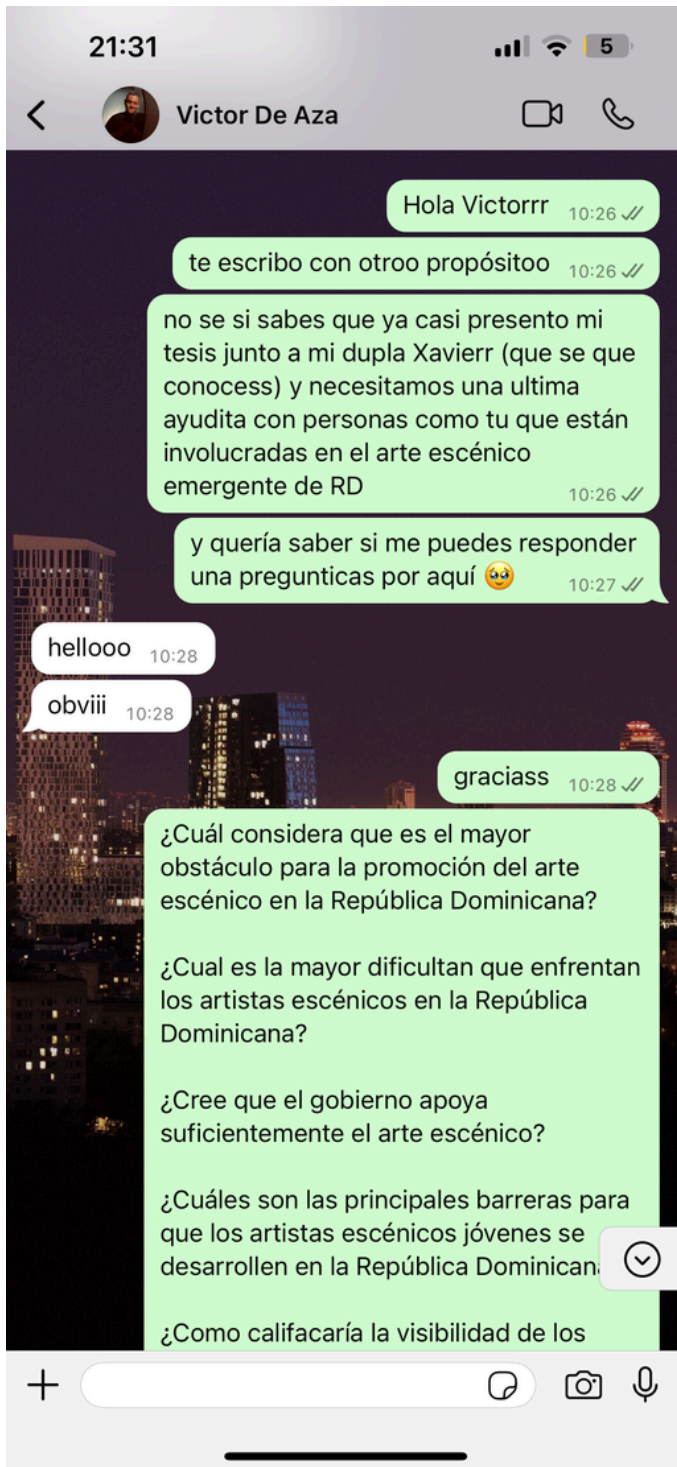 21:31
5
Victor De Aza
Hola Victorrr 10:26
te escribo con otroo propósitoo 10:26
no se si sabes que ya casi presento mi
tesis junto a mi dupla Xavierr (que se que
conocess) y necesitamos una ultima
ayudita con personas como tu que están
involucradas en el arte escénico
emergente de RD 10:26
y quería saber si me puedes responder
una pregunticas por aquí 🥹 10:27
hellooo 10:28
obviii 10:28
graciass 10:28
¿Cuál considera que es el mayor
obstáculo para la promoción del arte
escénico en la República Dominicana?
¿Cual es la mayor dificultan que enfrentan
los artistas escénicos en la República
Dominicana?
¿Cree que el gobierno apoya
suficientemente el arte escénico?
¿Cuáles son las principales barreras para
que los artistas escénicos jóvenes se
desarrollen en la República Dominicana
¿Como califacaría la visibilidad de los